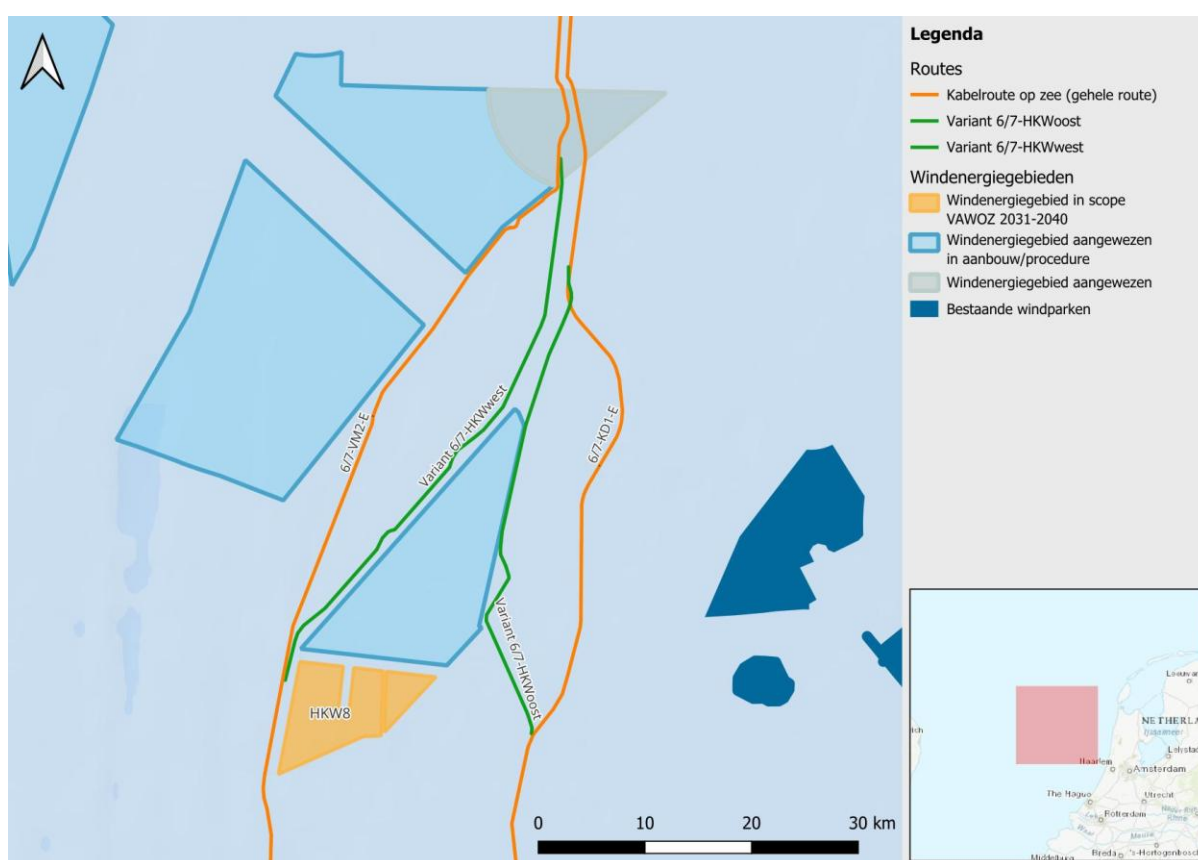 Legenda
Routes
Kabelroute op zee (gehele route)
Variant 6/7-HKWoost
Variant 6/7-HKWwest
Windenergiegebieden
Windenergiegebied in scope
VAWOZ 2031-2040
Windenergiegebied aangewezen
in aanbouw/procedure
Windenergiegebied aangewezen
Bestaande windparken
6/7-VM2-E
Variant 6/7-HKWwest
6/7-KD1-E
Variant 6/7-HKWoost
HKW8
0 10 20 30 km
NETHERLA
Lelystad
Haarlem
Amsterdam
The Hague
Utrecht
Rotterdam
Middelburg
Breda
's-Hertogenbosch